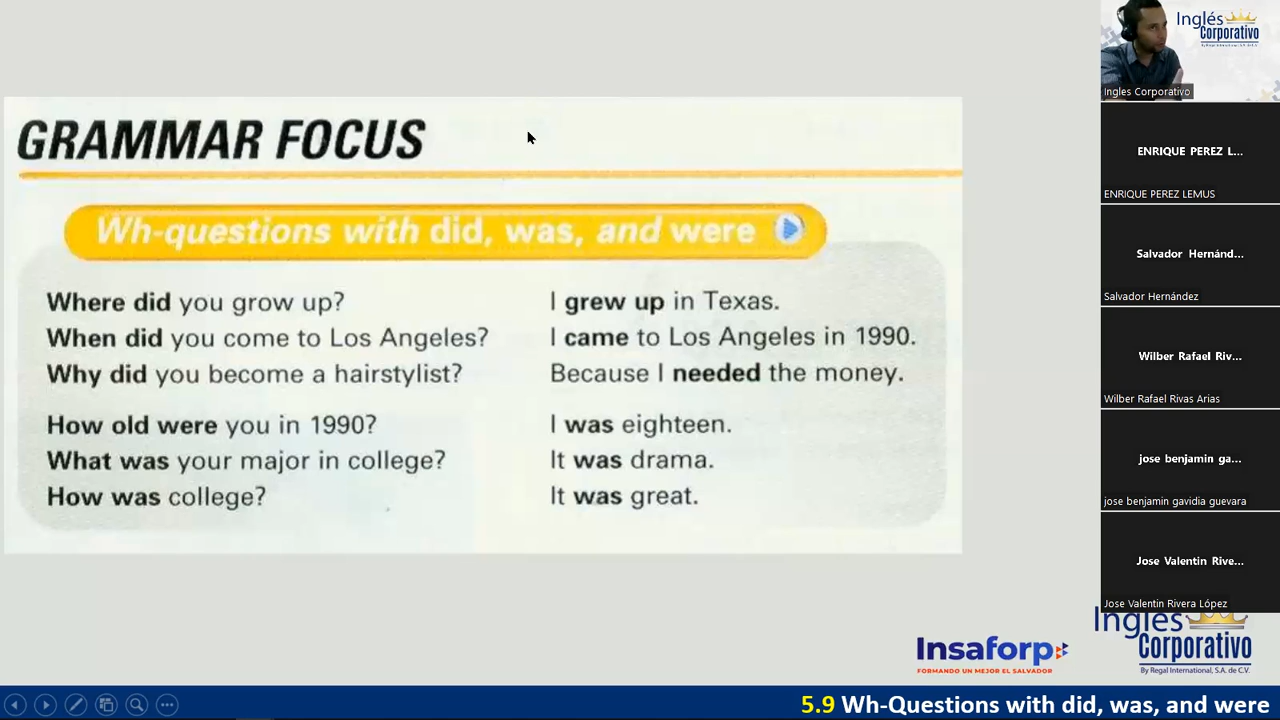 GRAMMAR FOCUS
Wh-questions with did, was, and were
Where did you grow up?
I grew up in Texas.
When did you come to Los Angeles?
I came to Los Angeles in 1990.
Why did you become a hairstylist?
Because I needed the money.
How old were you in 1990?
I was eighteen.
What was your major in college?
It was drama.
How was college?
It was great.
Inglés
Corporativo
By Regal International, S.A. de C.V.
Ingles Corporativo
ENRIQUE PEREZ L...
ENRIQUE PEREZ LEMUS
Salvador Hernánd...
Salvador Hernández
Wilber Rafael Riv...
Wilber Rafael Rivas Arias
jose benjamin ga...
jose benjamin gavidia guevara
Jose Valentin Rive...
Jose Valentin Rivera López
Insaforp
FORMANDO UN MEJOR EL SALVADOR
Inglés
Corporativo
By Regal International, S.A. de C.V.
5.9 Wh-Questions with did, was, and were